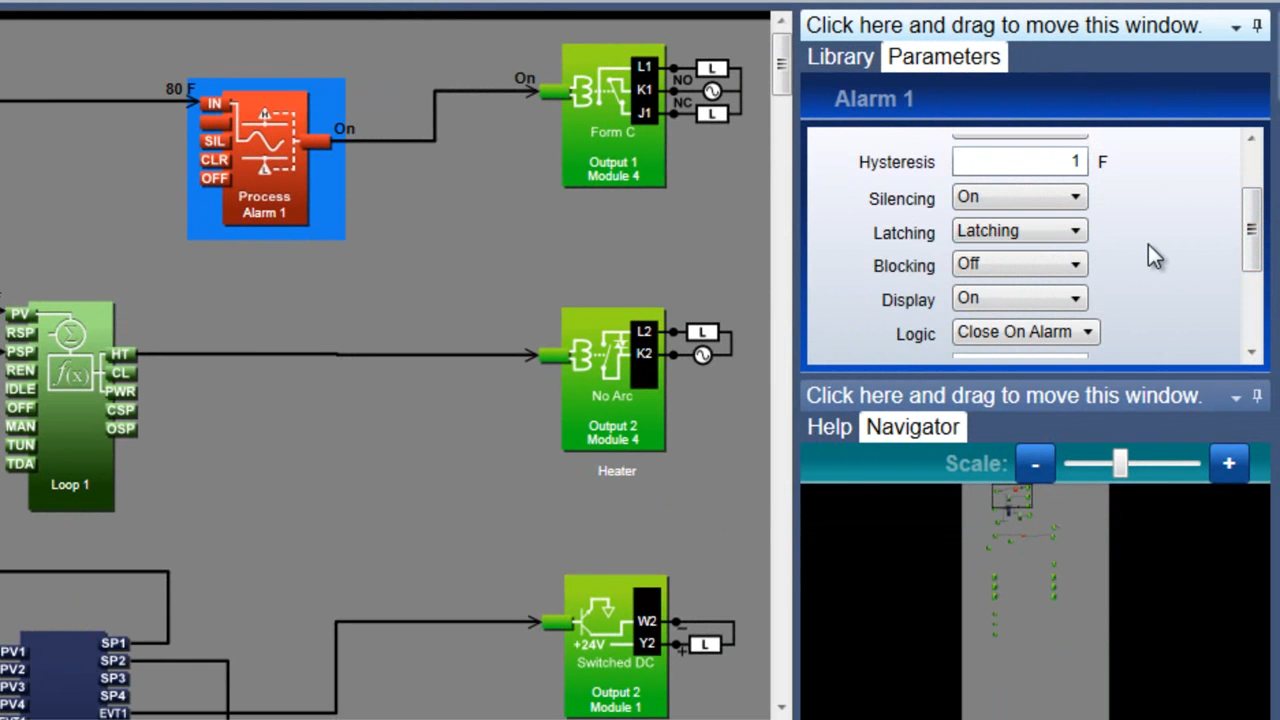 Click here and drag to move this window.
Library Parameters
Alarm 1
Hysteresis 1 F
Silencing On
Latching Latching
Blocking Off
Display On
Logic Close On Alarm
Click here and drag to move this window.
Help Navigator
Scale: - +
80 F
IN
SIL
CLR
OFF
H
L
Process
Alarm 1
On
On
L1
K1
J1
NO
NC
L
L
Form C
Output 1
Module 4
PV
RSP
PSP
REN
IDLE
OFF
MAN
TUN
TDA
Σ
f(x)
HT
CL
PWR
CSP
OSP
Loop 1
L2
K2
L
No Arc
Output 2
Module 4
Heater
PV1
PV2
PV3
PV4
SP1
SP2
SP3
SP4
EVT1
W2
Y2
-
+
L
+24V
Switched DC
Output 2
Module 1